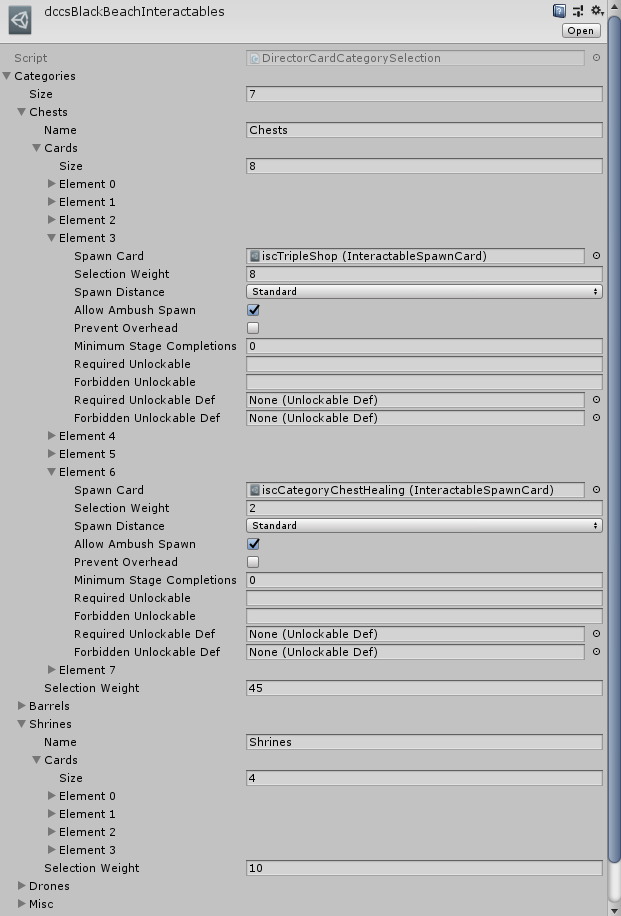 dccsBlackBeachInteractables
Open
Script DirectorCardCategorySelection
Categories
Size 7
Chests
Name Chests
Cards
Size 8
Element 0
Element 1
Element 2
Element 3
Spawn Card iscTripleShop (InteractableSpawnCard)
Selection Weight 8
Spawn Distance Standard
Allow Ambush Spawn
Prevent Overhead
Minimum Stage Completions 0
Required Unlockable
Forbidden Unlockable
Required Unlockable Def None (Unlockable Def)
Forbidden Unlockable Def None (Unlockable Def)
Element 4
Element 5
Element 6
Spawn Card iscCategoryChestHealing (InteractableSpawnCard)
Selection Weight 2
Spawn Distance Standard
Allow Ambush Spawn
Prevent Overhead
Minimum Stage Completions 0
Required Unlockable
Forbidden Unlockable
Required Unlockable Def None (Unlockable Def)
Forbidden Unlockable Def None (Unlockable Def)
Element 7
Selection Weight 45
Barrels
Shrines
Name Shrines
Cards
Size 4
Element 0
Element 1
Element 2
Element 3
Selection Weight 10
Drones
Misc